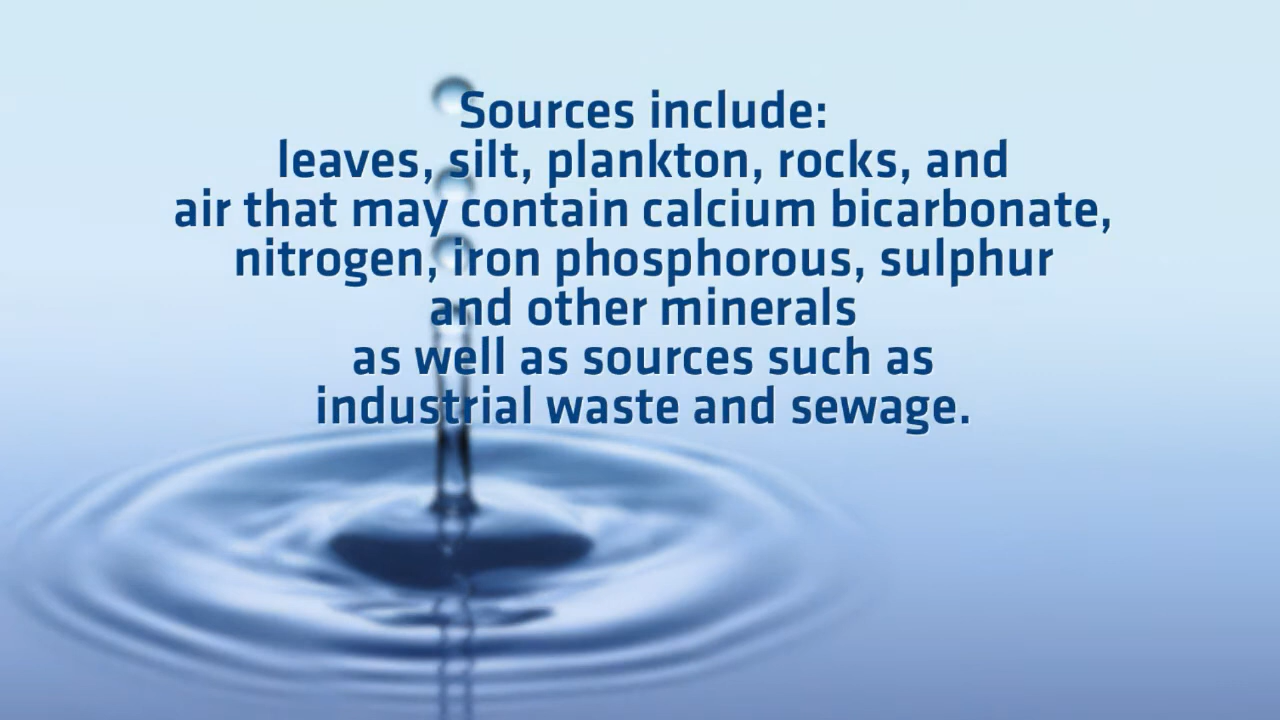 Sources include:
leaves, silt, plankton, rocks, and
air that may contain calcium bicarbonate,
nitrogen, iron phosphorous, sulphur
and other minerals
as well as sources such as
industrial waste and sewage.